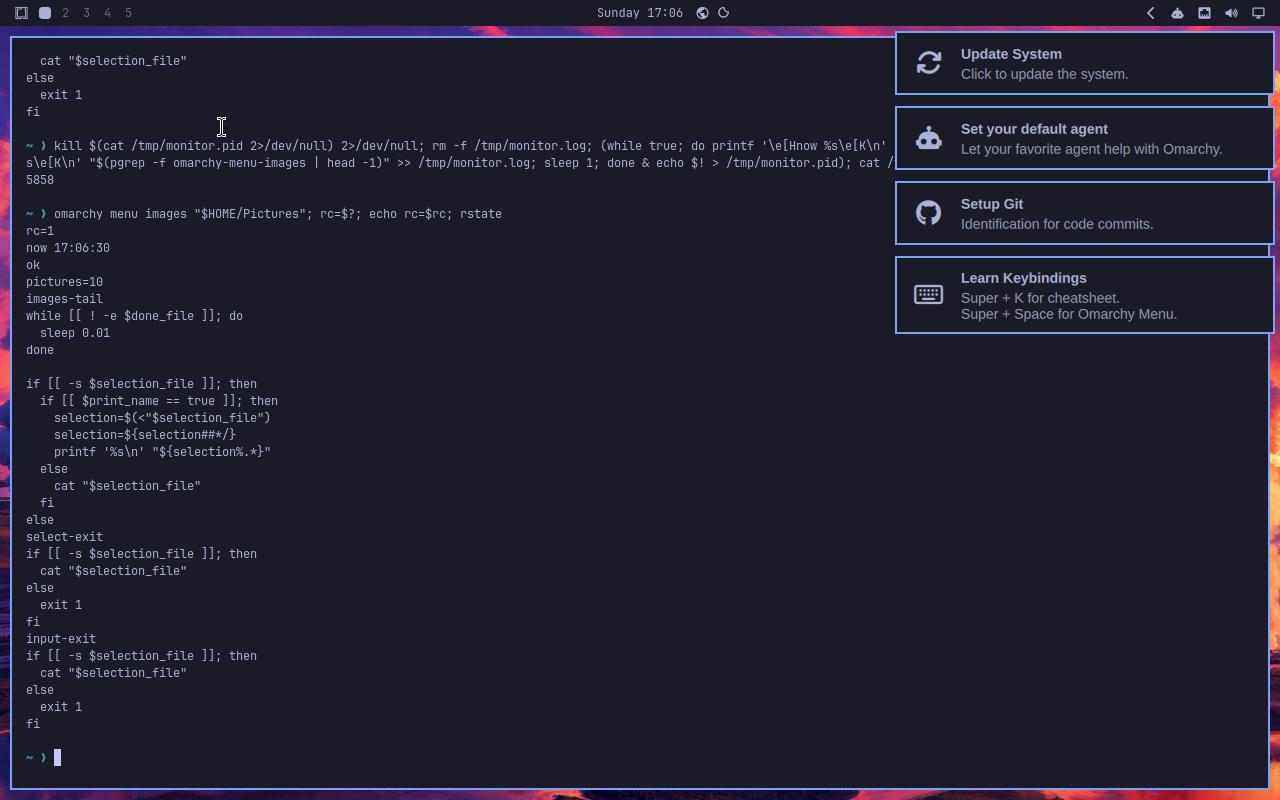 2 3 4 5
Sunday 17:06
cat "$selection_file"
else
exit 1
fi
~ ❯ kill $(cat /tmp/monitor.pid 2>/dev/null) 2>/dev/null; rm -f /tmp/monitor.log; (while true; do printf '\e[Hnow %s\e[K\n'
s\e[K\n' "$(pgrep -f omarchy-menu-images | head -1)" >> /tmp/monitor.log; sleep 1; done & echo $! > /tmp/monitor.pid); cat /
5858
~ ❯ omarchy menu images "$HOME/Pictures"; rc=$?; echo rc=$rc; rstate
rc=1
now 17:06:30
ok
pictures=10
images-tail
while [[ ! -e $done_file ]]; do
sleep 0.01
done
if [[ -s $selection_file ]]; then
if [[ $print_name == true ]]; then
selection=$(<"$selection_file")
selection=${selection##*/}
printf '%s\n' "${selection%.*}"
else
cat "$selection_file"
fi
else
select-exit
if [[ -s $selection_file ]]; then
cat "$selection_file"
else
exit 1
fi
input-exit
if [[ -s $selection_file ]]; then
cat "$selection_file"
else
exit 1
fi
~ ❯
Update System
Click to update the system.
Set your default agent
Let your favorite agent help with Omarchy.
Setup Git
Identification for code commits.
Learn Keybindings
Super + K for cheatsheet.
Super + Space for Omarchy Menu.